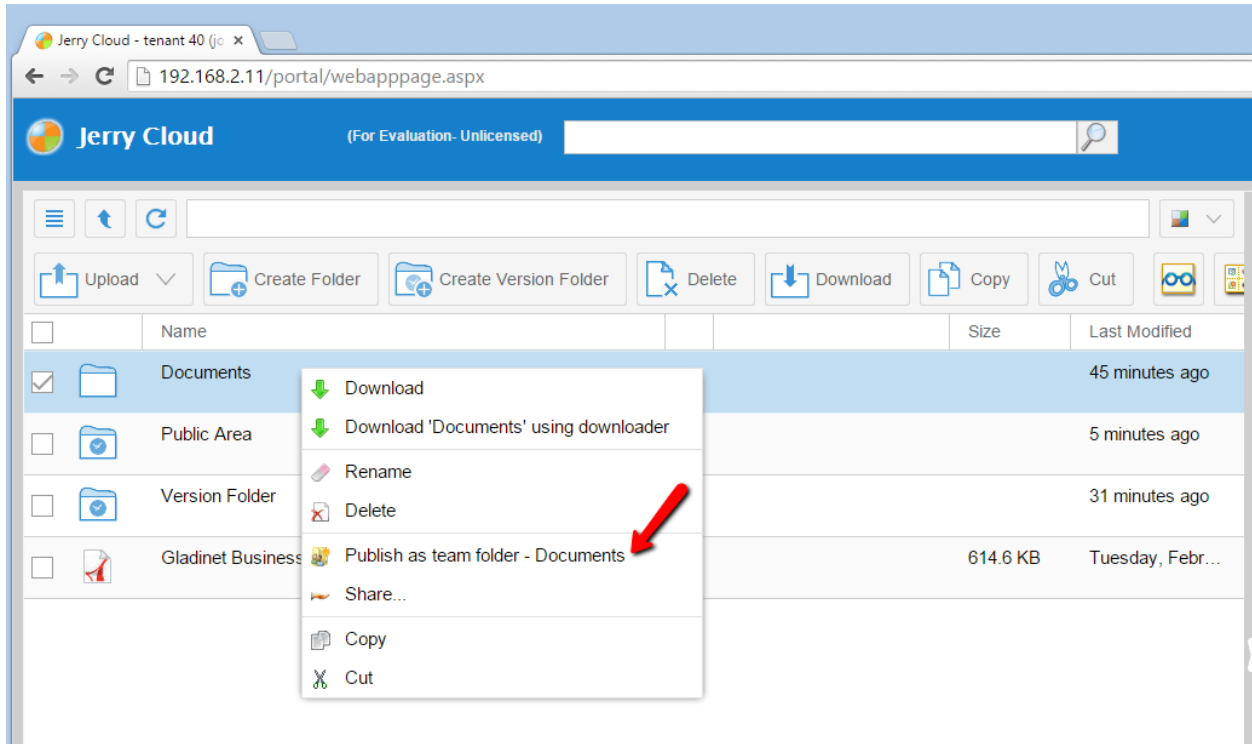 Jerry Cloud - tenant 40 (jo
192.168.2.11/portal/webapppage.aspx
Jerry Cloud (For Evaluation- Unlicensed)
Upload Create Folder Create Version Folder Delete Download Copy Cut
Name Size Last Modified
Documents 45 minutes ago
Download
Download 'Documents' using downloader
Public Area 5 minutes ago
Rename
Version Folder 31 minutes ago
Delete
Gladinet Business 614.6 KB Tuesday, Febr...
Publish as team folder - Documents
Share...
Copy
Cut